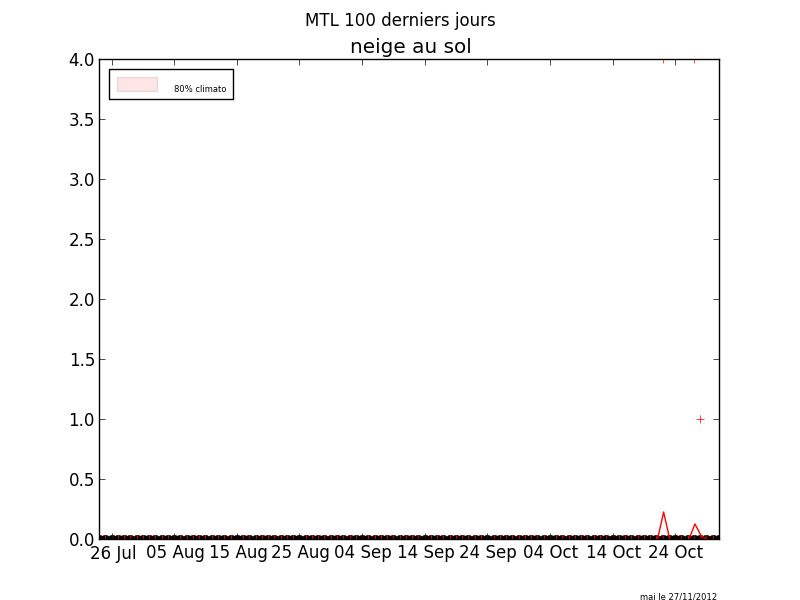 MTL 100 derniers jours
neige au sol
80% climato
4.0
3.5
3.0
2.5
2.0
1.5
1.0
0.5
0.0
26 Jul 05 Aug 15 Aug 25 Aug 04 Sep 14 Sep 24 Sep 04 Oct 14 Oct 24 Oct
maj le 27/11/2012